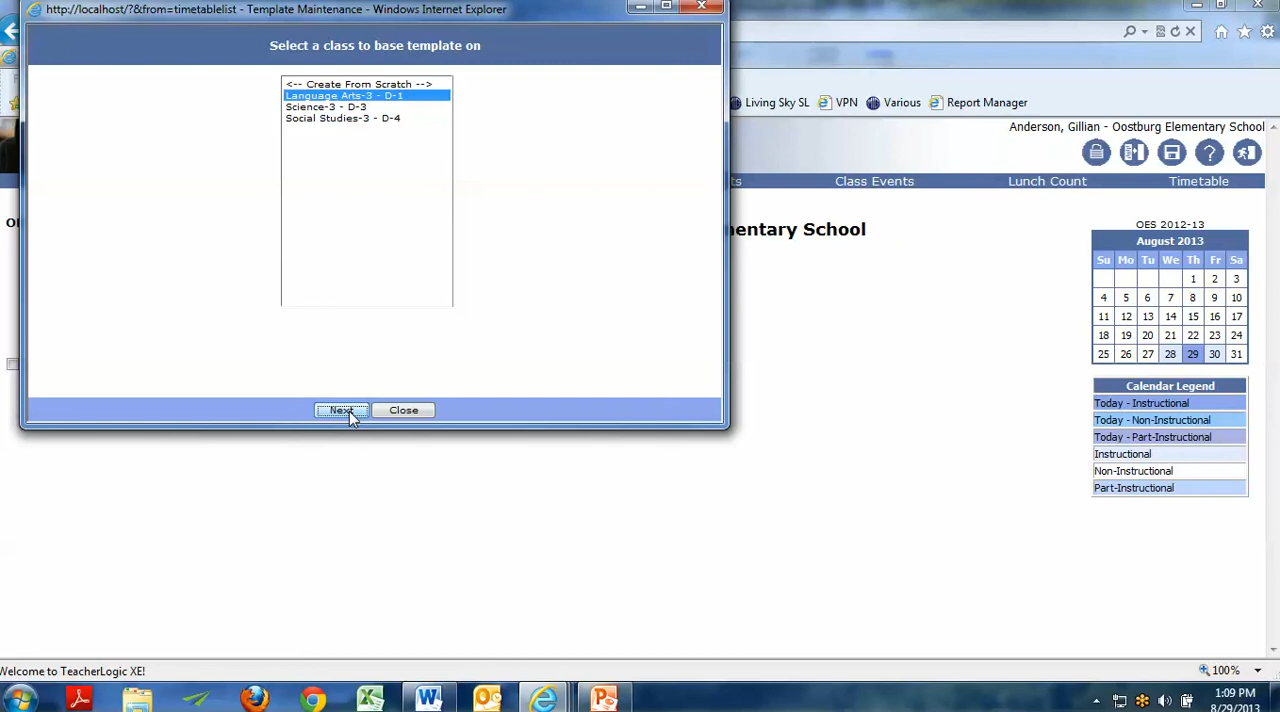 http://localhost/?&from=timetablelist - Template Maintenance - Windows Internet Explorer
Select a class to base template on
<-- Create From Scratch -->
Language Arts-3 - D-1
Science-3 - D-3
Social Studies-3 - D-4
Next
Close
Living Sky SL
VPN
Various
Report Manager
Anderson, Gillian - Oostburg Elementary School
Class Events
Lunch Count
Timetable
mentary School
OES 2012-13
August 2013
Su Mo Tu We Th Fr Sa
1 2 3
4 5 6 7 8 9 10
11 12 13 14 15 16 17
18 19 20 21 22 23 24
25 26 27 28 29 30 31
Calendar Legend
Today - Instructional
Today - Non-Instructional
Today - Part-Instructional
Instructional
Non-Instructional
Part-Instructional
Welcome to TeacherLogic XE!
100%
1:09 PM
8/29/2013